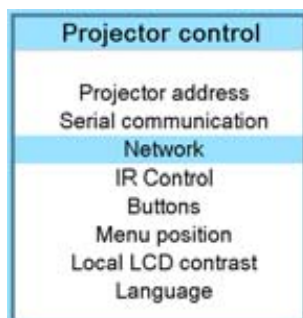 Projector control
Projector address
Serial communication
Network
IR Control
Buttons
Menu position
Local LCD contrast
Language